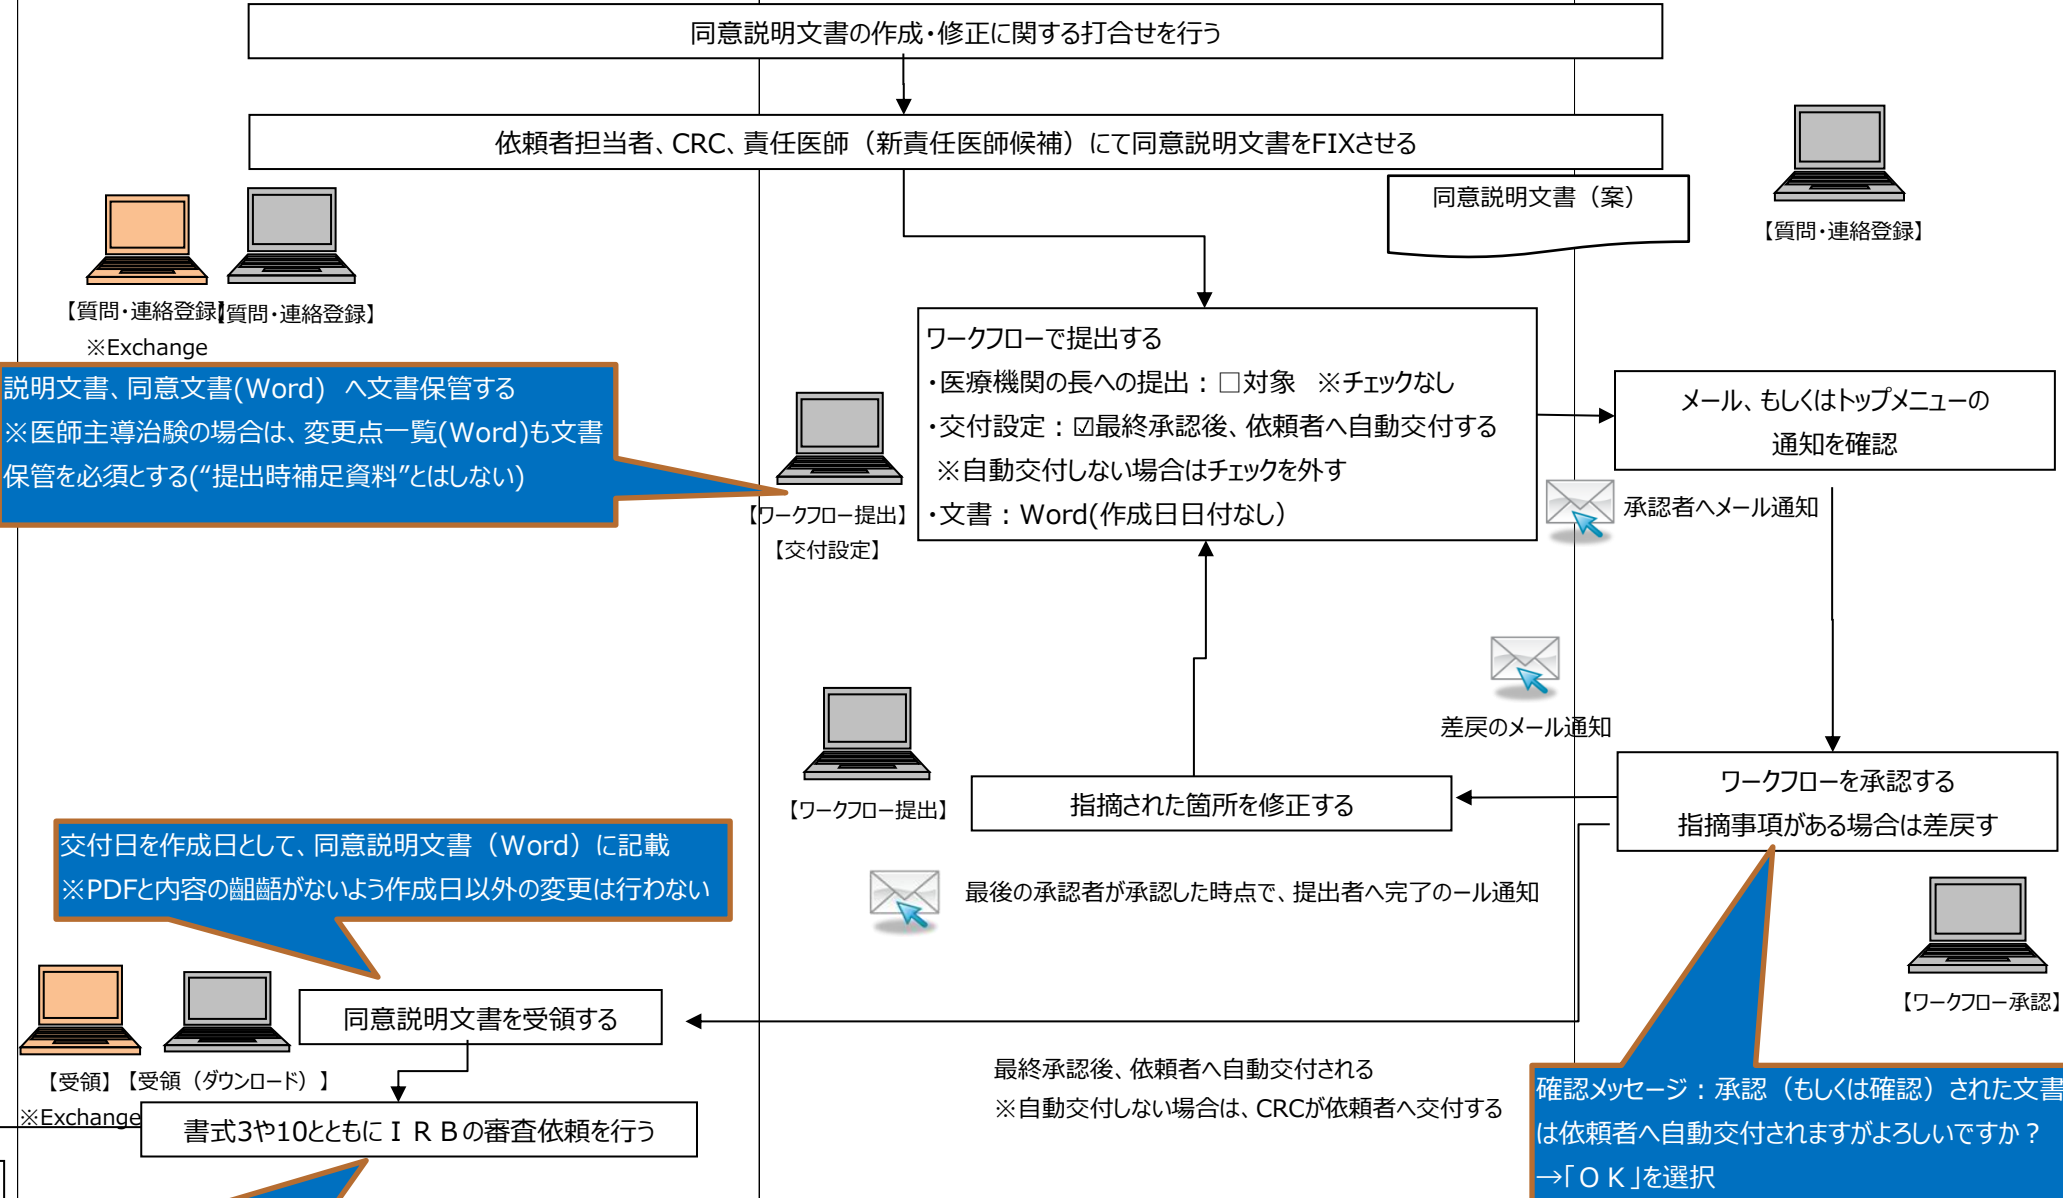 同意説明文書の作成・修正に関する打合せを行う
依頼者担当者、CRC、責任医師（新責任医師候補）にて同意説明文書をFIXさせる
同意説明文書（案）
【質問・連絡登録】
【質問・連絡登録】
※Exchange
【質問・連絡登録】
説明文書、同意文書(Word) へ文書保管する
※医師主導治験の場合は、変更点一覧(Word)も文書
保管を必須とする(“提出時補足資料”とはしない)
【ワークフロー提出】
【交付設定】
ワークフローで提出する
・医療機関の長への提出：□対象　※チェックなし
・交付設定：☑最終承認後、依頼者へ自動交付する
※自動交付しない場合はチェックを外す
・文書：Word(作成日日付なし）
メール、もしくはトップメニューの
通知を確認
承認者へメール通知
差戻のメール通知
【ワークフロー提出】
指摘された箇所を修正する
ワークフローを承認する
指摘事項がある場合は差戻す
交付日を作成日として、同意説明文書（Word）に記載
※PDFと内容の齟齬がないよう作成日以外の変更は行わない
最後の承認者が承認した時点で、提出者へ完了のール通知
【ワークフロー承認】
同意説明文書を受領する
【受領】
※Exchange
【受領（ダウンロード）】
最終承認後、依頼者へ自動交付される
※自動交付しない場合は、CRCが依頼者へ交付する
書式3や10とともにＩＲＢの審査依頼を行う
確認メッセージ：承認（もしくは確認）された文書
は依頼者へ自動交付されますがよろしいですか？
→「ＯＫ」を選択